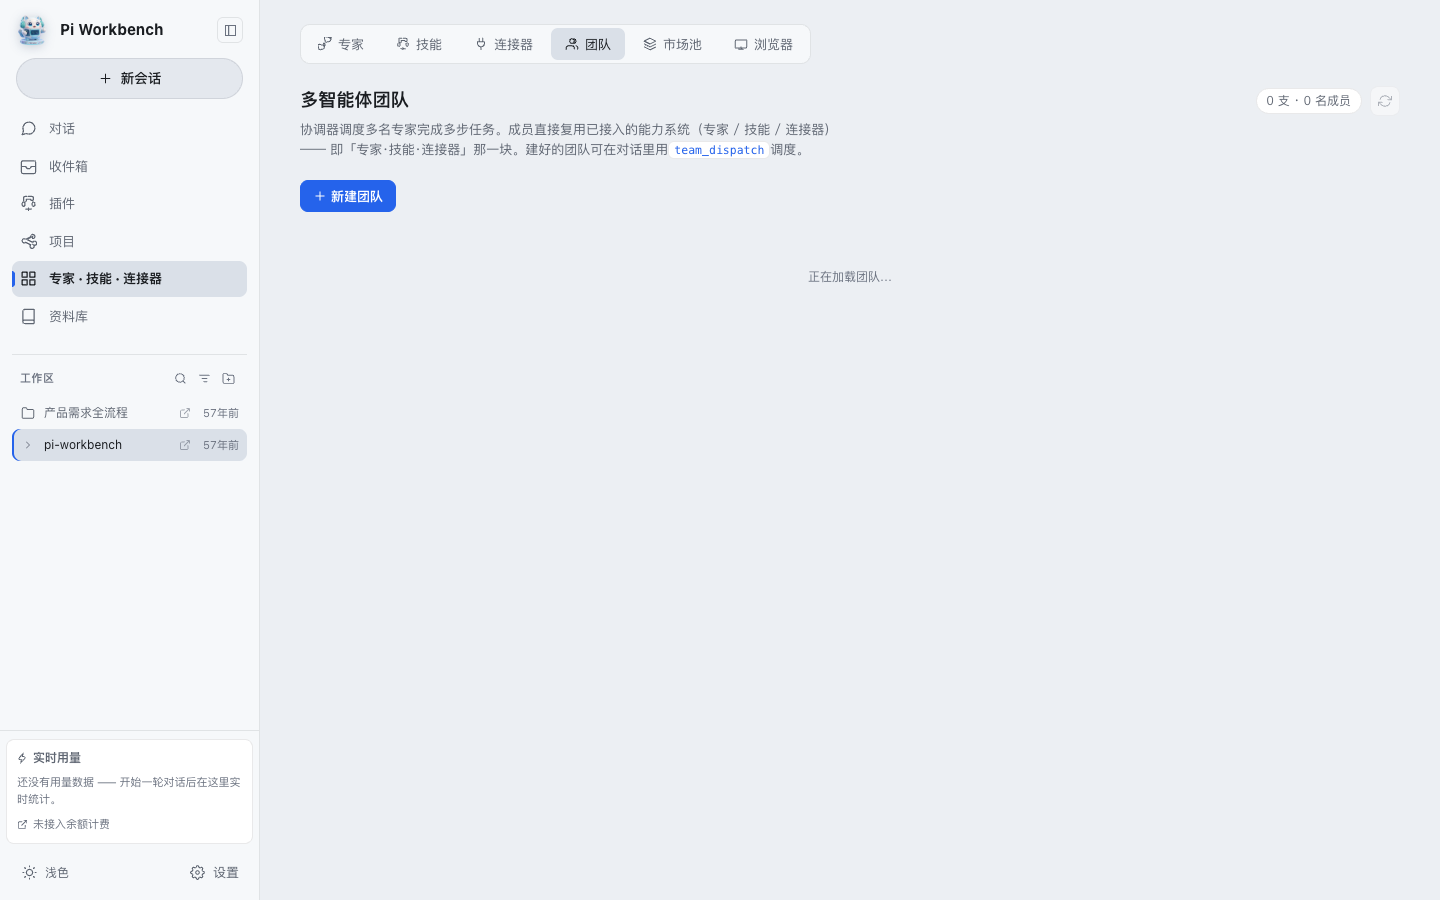 Pi Workbench
新会话
对话
收件箱
插件
项目
专家·技能·连接器
资料库
工作区
产品需求全流程
57年前
pi-workbench
57年前
实时用量
还没有用量数据 —— 开始一轮对话后在这里实
时统计。
未接入余额计费
浅色
设置
专家
技能
连接器
团队
市场池
浏览器
多智能体团队
0 支 · 0 名成员
协调器调度多名专家完成多步任务。成员直接复用已接入的能力系统（专家 / 技能 / 连接器）
—— 即「专家·技能·连接器」那一块。建好的团队可在对话里用 team_dispatch 调度。
新建团队
正在加载团队...